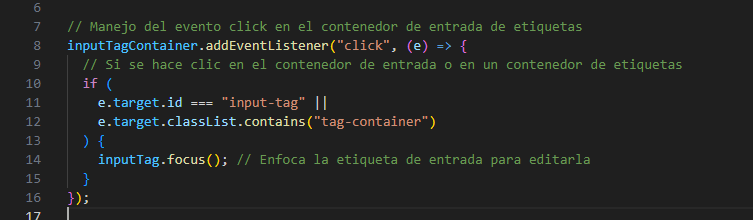 6
7 // Manejo del evento click en el contenedor de entrada de etiquetas
8 inputTagContainer.addEventListener("click", (e) => {
9 // Si se hace clic en el contenedor de entrada o en un contenedor de etiquetas
10 if (
11 e.target.id === "input-tag" ||
12 e.target.classList.contains("tag-container")
13 ) {
14 inputTag.focus(); // Enfoca la etiqueta de entrada para editarla
15 }
16 });
17